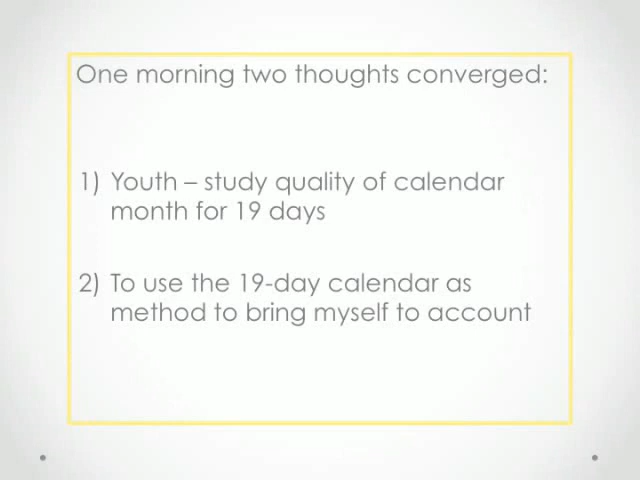 One morning two thoughts converged:
1) Youth – study quality of calendar
month for 19 days
2) To use the 19-day calendar as
method to bring myself to account